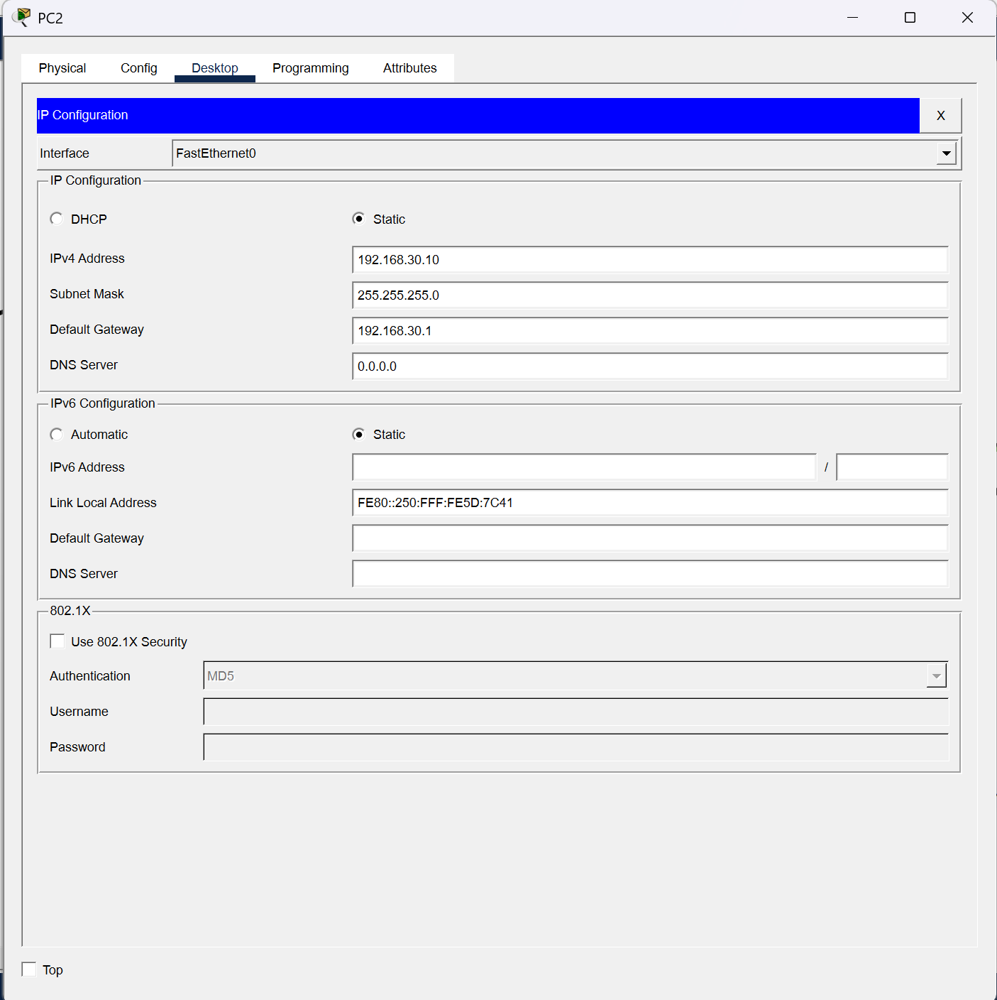 PC2
Physical Config Desktop Programming Attributes
IP Configuration X
Interface FastEthernet0
IP Configuration
DHCP Static
IPv4 Address 192.168.30.10
Subnet Mask 255.255.255.0
Default Gateway 192.168.30.1
DNS Server 0.0.0.0
IPv6 Configuration
Automatic Static
IPv6 Address /
Link Local Address FE80::250:FFF:FE5D:7C41
Default Gateway
DNS Server
802.1X
Use 802.1X Security
Authentication MD5
Username
Password
Top